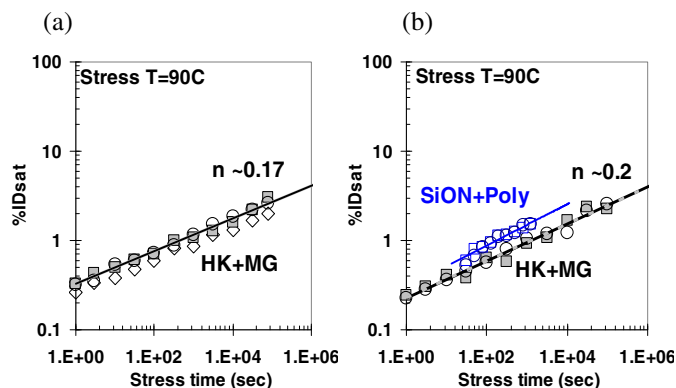 (a)
Stress T=90C
n ~0.17
HK+MG
%IDsat
100
10
1
0.1
1.E+00 1.E+02 1.E+04 1.E+06
Stress time (sec)
(b)
Stress T=90C
n ~0.2
SiON+Poly
HK+MG
%IDsat
100
10
1
0.1
1.E+00 1.E+02 1.E+04 1.E+06
Stress time (sec)